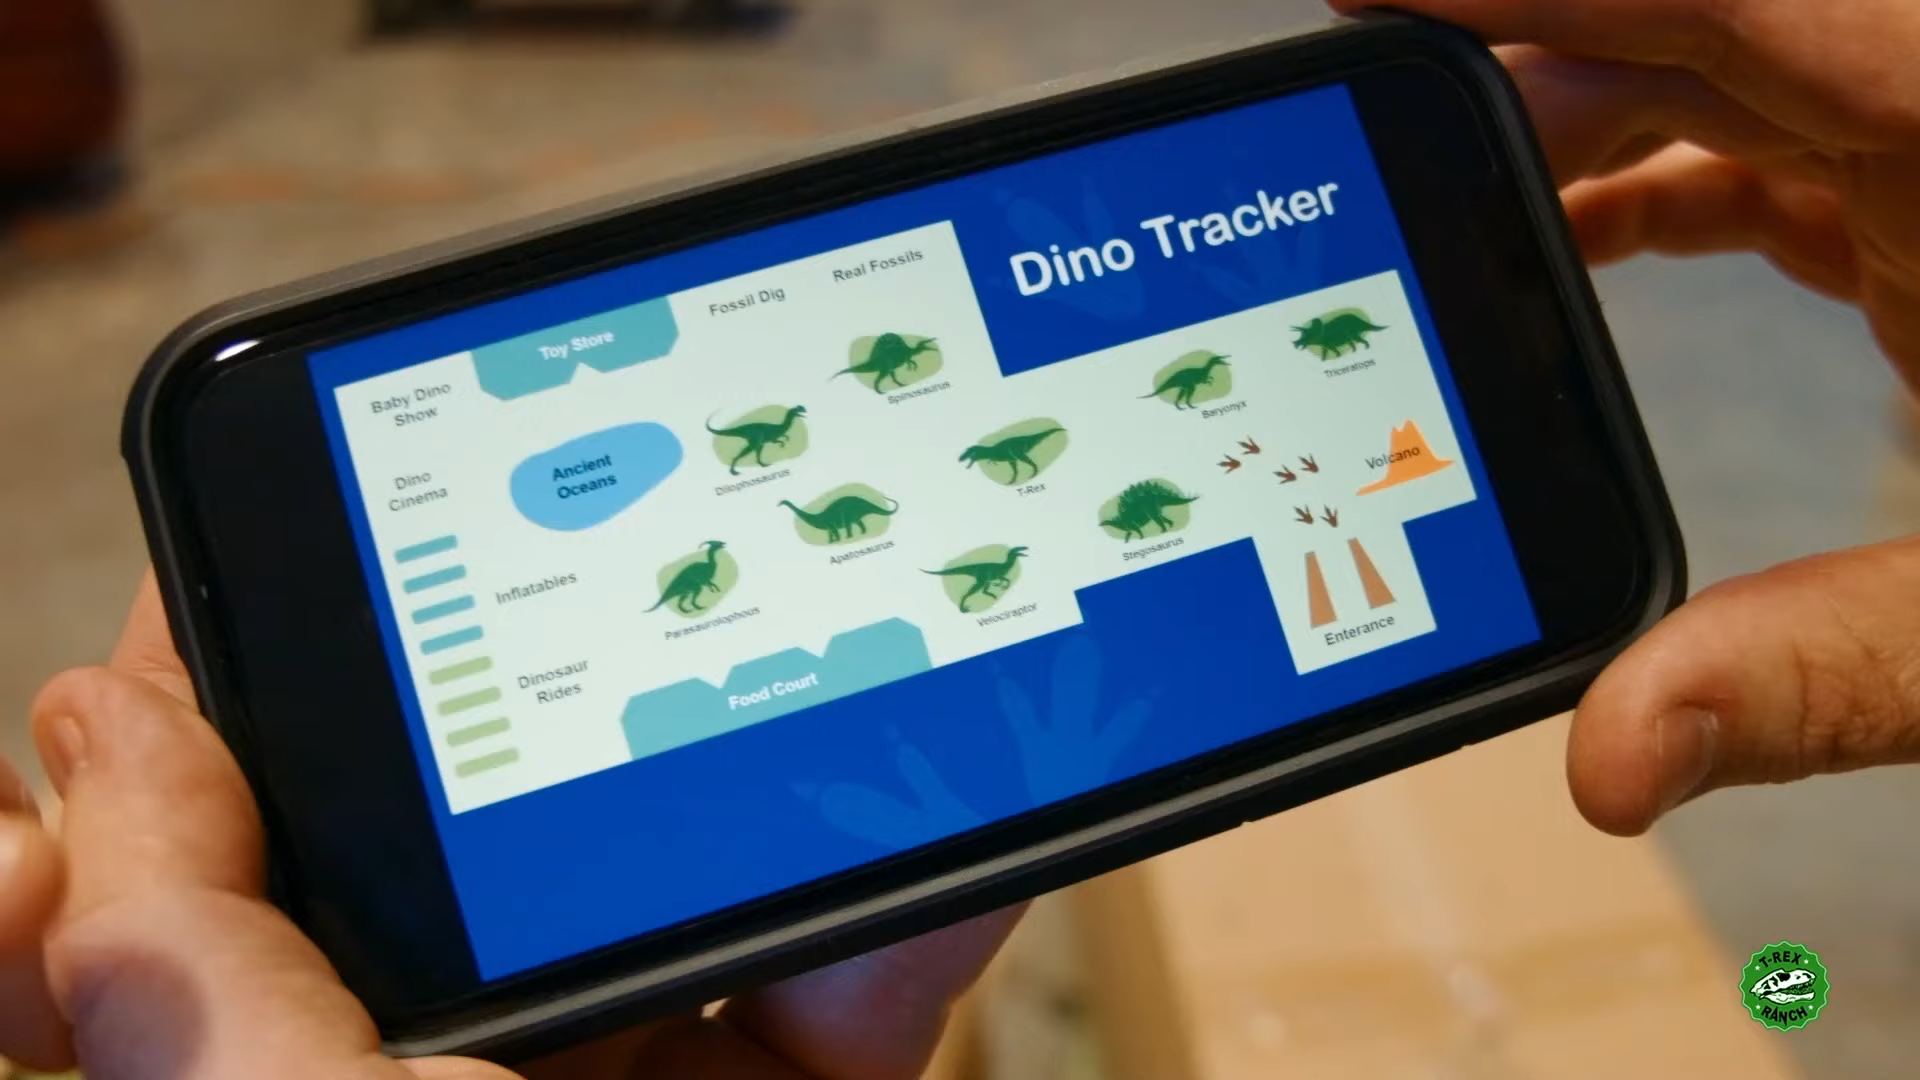 Dino Tracker
Real Fossils
Fossil Dig
Toy Store
Baby Dino
Show
Spinosaurus
Triceratops
Baryonyx
Ancient
Oceans
Dilophosaurus
T-Rex
Volcano
Dino
Cinema
Apatosaurus
Stegosaurus
Inflatables
Parasaurolophous
Velociraptor
Enterance
Dinosaur
Rides
Food Court
T-REX
RANCH